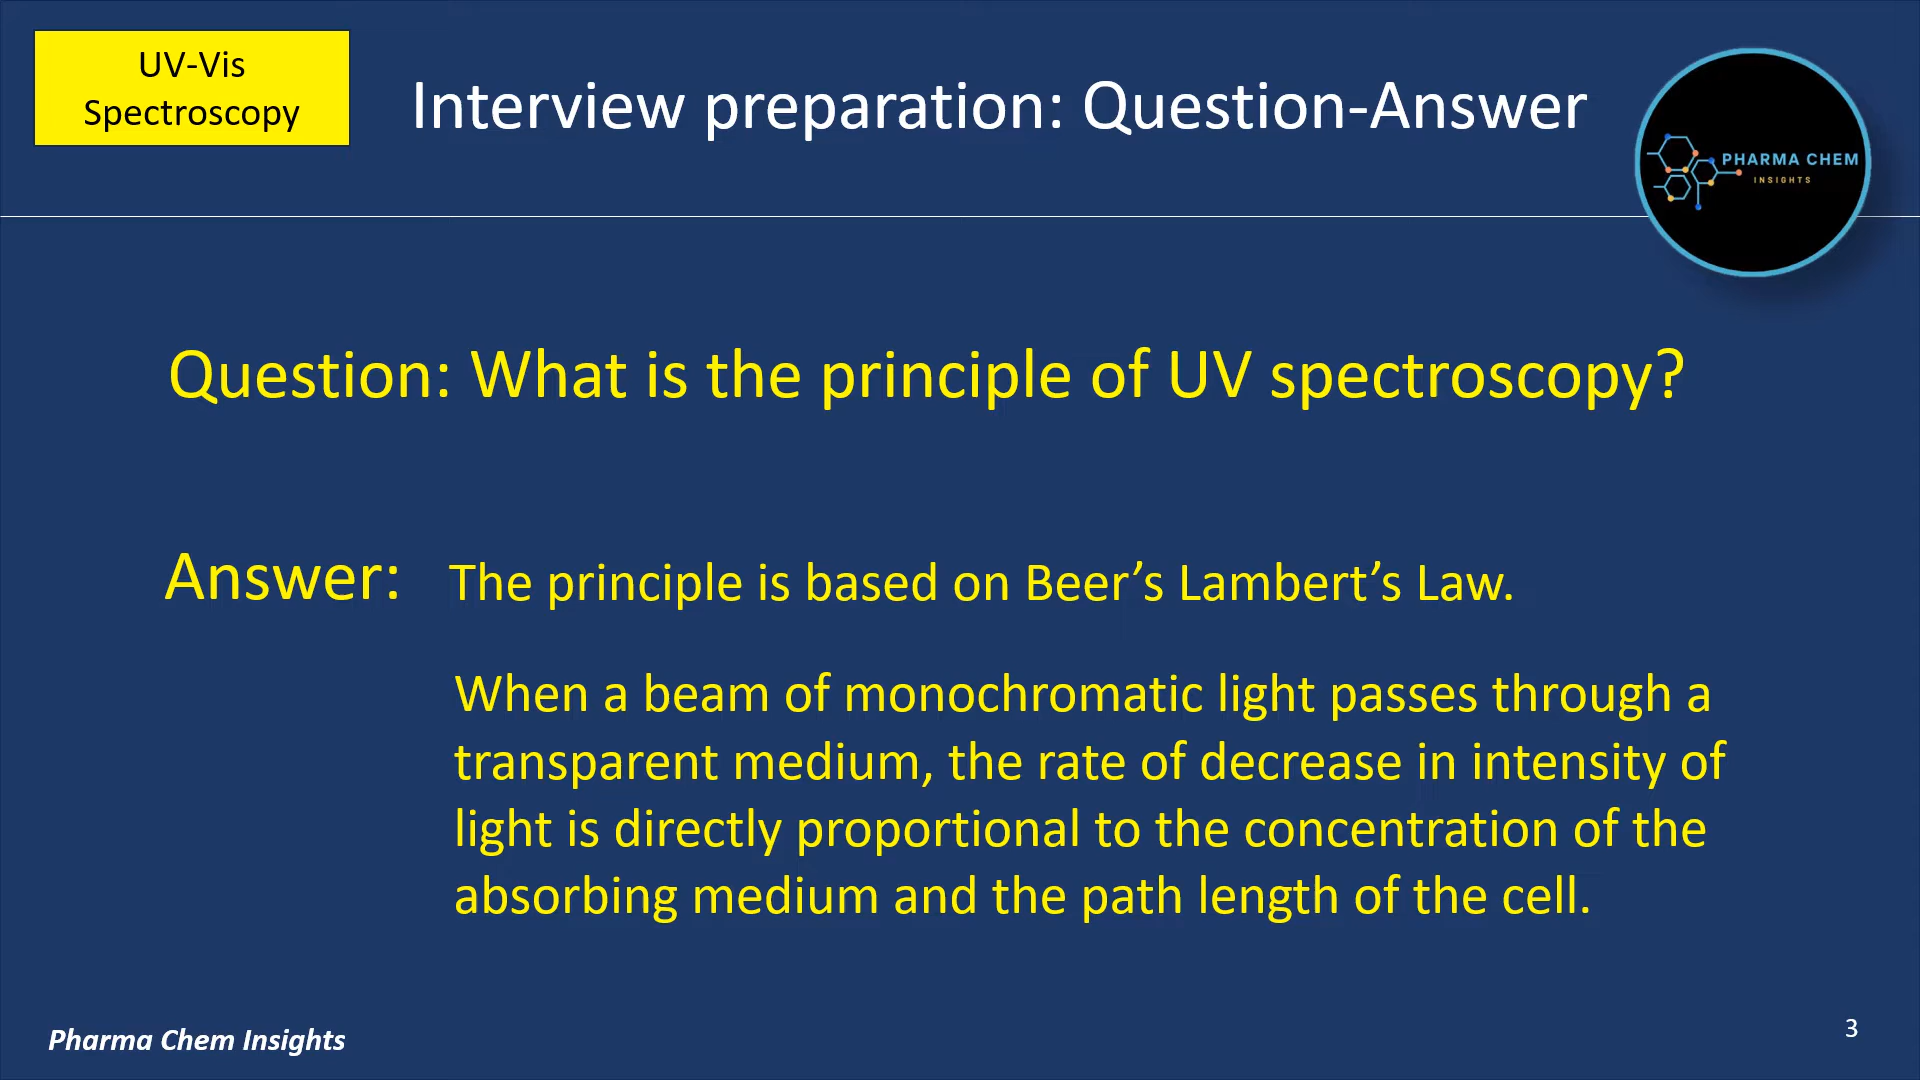 UV-Vis
Spectroscopy
Interview preparation: Question-Answer
PHARMA CHEM
INSIGHTS
Question: What is the principle of UV spectroscopy?
Answer: The principle is based on Beer’s Lambert’s Law.
When a beam of monochromatic light passes through a
transparent medium, the rate of decrease in intensity of
light is directly proportional to the concentration of the
absorbing medium and the path length of the cell.
Pharma Chem Insights
3